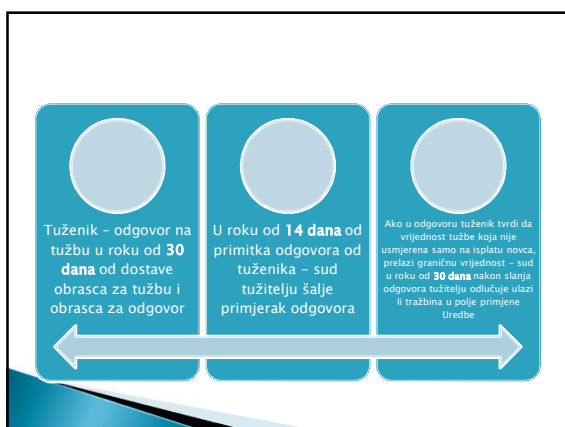 Tuženik – odgovor na
tužbu u roku od 30
dana od dostave
obrasca za tužbu i
obrasca za odgovor
U roku od 14 dana od
primitka odgovora od
tuženika – sud
tužitelju šalje
primjerak odgovora
Ako u odgovoru tuženik tvrdi da
vrijednost tužbe koja nije
usmjerena samo na isplatu novca,
prelazi graničnu vrijednost – sud
u roku od 30 dana nakon slanja
odgovora tužitelju odlučuje ulazi
li tražbina u polje primjene
Uredbe